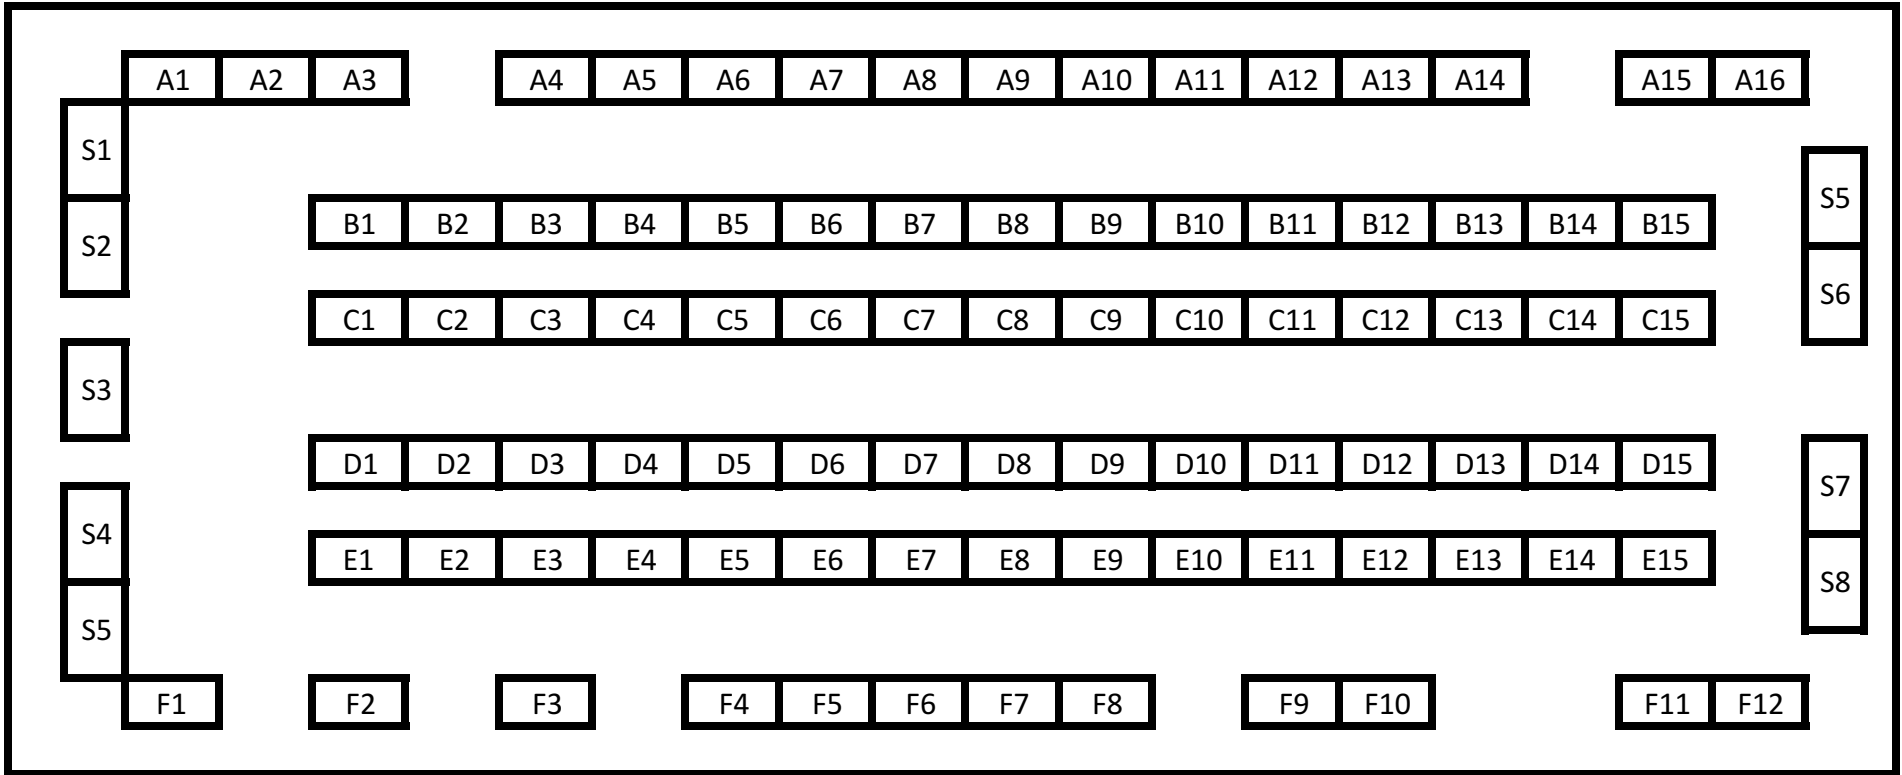 A1 A2 A3 A4 A5 A6 A7 A8 A9 A10 A11 A12 A13 A14 A15 A16
S1
S5
B1 B2 B3 B4 B5 B6 B7 B8 B9 B10 B11 B12 B13 B14 B15
S2
S6
C1 C2 C3 C4 C5 C6 C7 C8 C9 C10 C11 C12 C13 C14 C15
S3
D1 D2 D3 D4 D5 D6 D7 D8 D9 D10 D11 D12 D13 D14 D15
S7
S4
E1 E2 E3 E4 E5 E6 E7 E8 E9 E10 E11 E12 E13 E14 E15
S8
S5
F1 F2 F3 F4 F5 F6 F7 F8 F9 F10 F11 F12